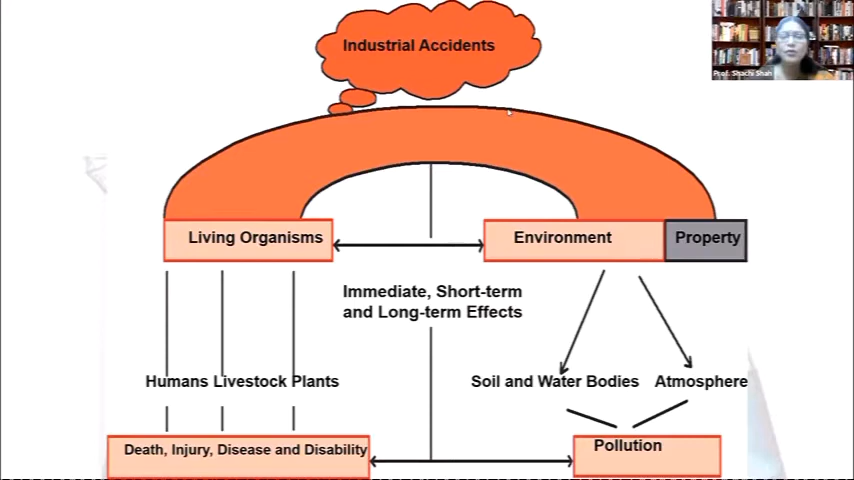 Industrial Accidents
Prof. Shachi Shah
Living Organisms
Environment
Property
Immediate, Short-term
and Long-term Effects
Humans Livestock Plants
Soil and Water Bodies
Atmosphere
Death, Injury, Disease and Disability
Pollution